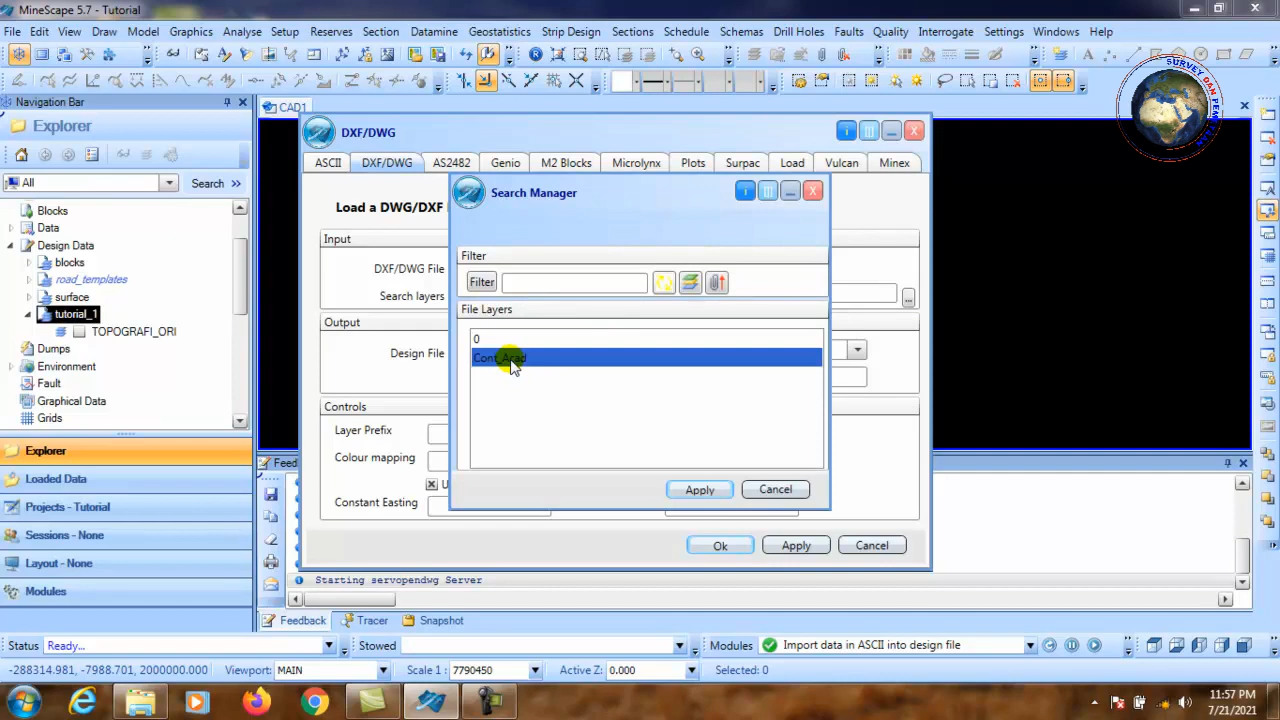 MineScape 5.7 - Tutorial
File Edit View Draw Model Graphics Analyse Setup Reserves Section Datamine Geostatistics Strip Design Sections Schedule Schemas Drill Holes Faults Quality Interrogate Settings Windows Help
SURVEY DAN
Navigation Bar
CAD1
Explorer
DXF/DWG
ASCII DXF/DWG AS2482 Genio M2 Blocks Microlynx Plots Surpac Load Vulcan Minex
All Search »
Search Manager
Blocks
Load a DWG/DXF
Data
Input
Design Data
Filter
blocks
DXF/DWG File
road_templates
Filter
surface
Search layers
...
tutorial_1
File Layers
Output
TOPOGRAFI_ORI
0
Dumps
Design File
Cont_Acad
Environment
Fault
Graphical Data
Controls
Grids
Layer Prefix
Explorer
Colour mapping
Feed
Loaded Data
U
Apply Cancel
Constant Easting
Projects - Tutorial
Sessions - None
Ok Apply Cancel
Layout - None
Starting servopendwg Server
Modules
Feedback Tracer Snapshot
Status Ready... Stowed Modules Import data in ASCII into design file
-288314.981, -7988.701, 2000000.000 Viewport: MAIN Scale 1 : 7790450 Active Z: 0.000 Selected: 0
11:57 PM
7/21/2021